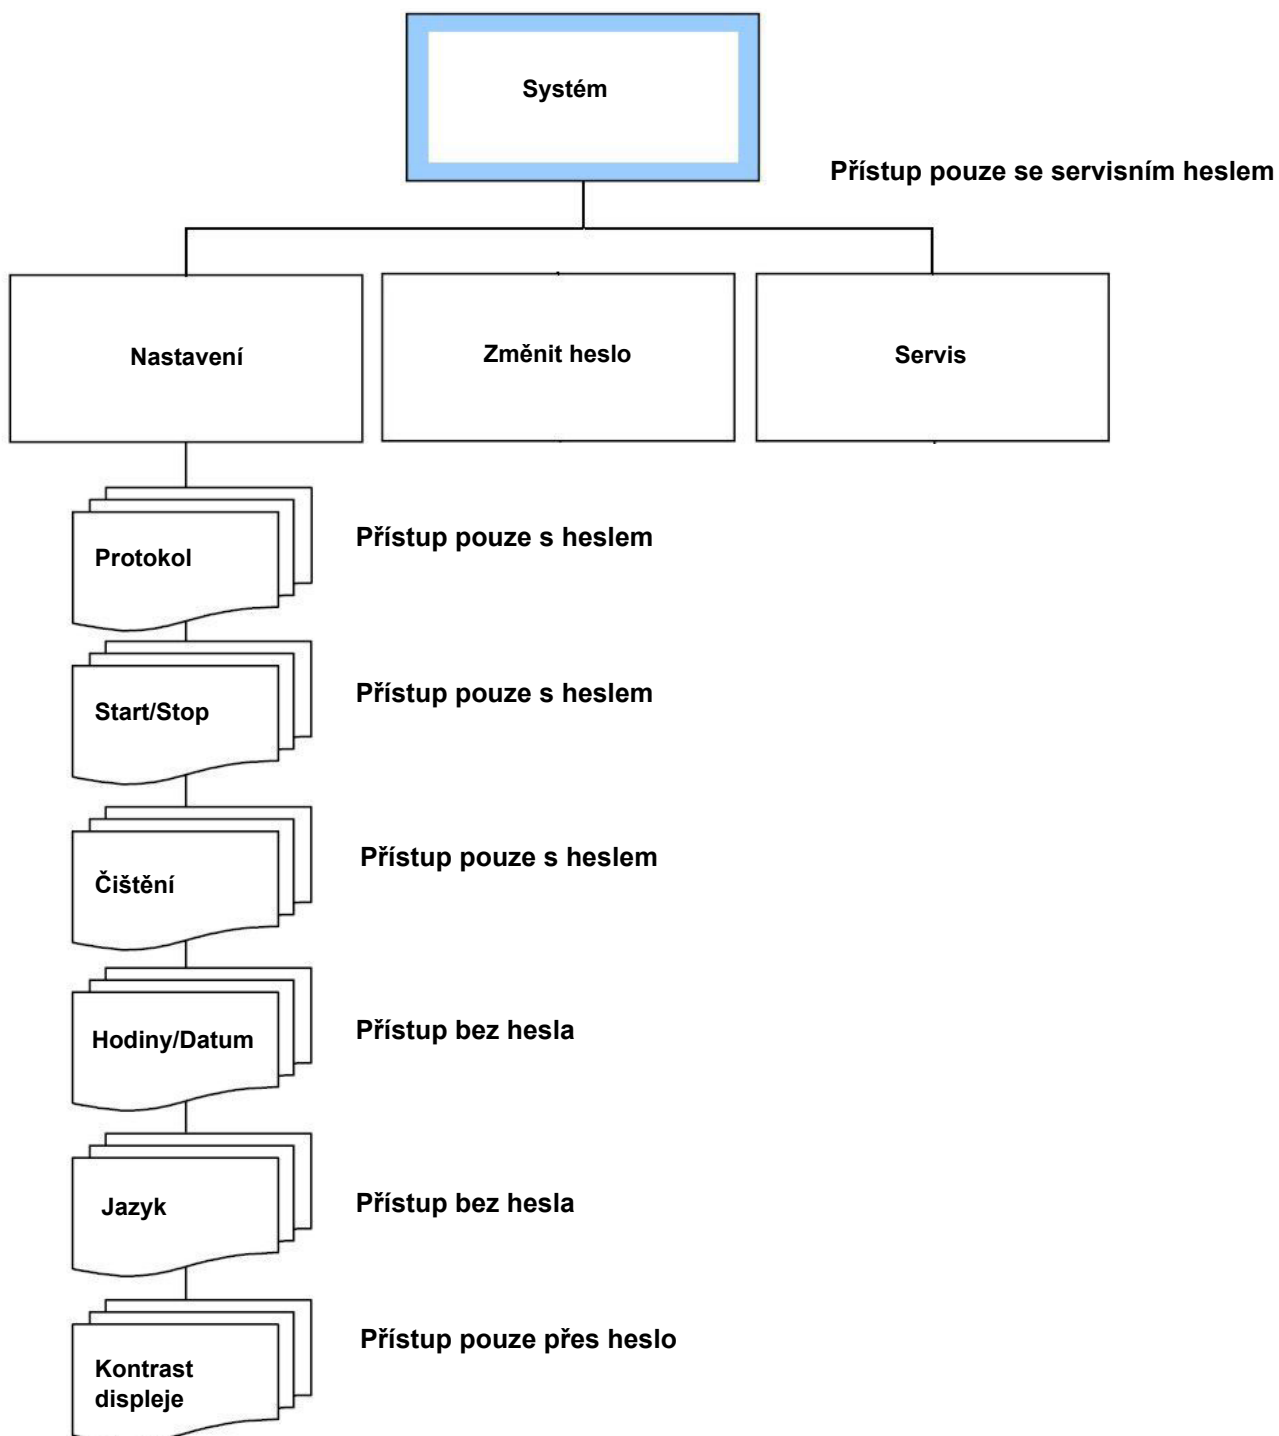 Systém
Přístup pouze se servisním heslem
Nastavení
Změnit heslo
Servis
Protokol
Přístup pouze s heslem
Start/Stop
Přístup pouze s heslem
Čištění
Přístup pouze s heslem
Hodiny/Datum
Přístup bez hesla
Jazyk
Přístup bez hesla
Kontrast
displeje
Přístup pouze přes heslo